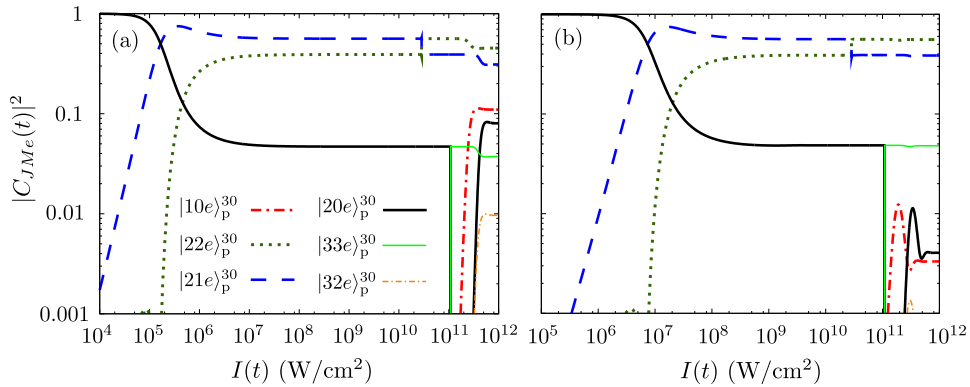 |C_{JMe}(t)|^2
1
0.1
0.01
0.001
(a)
(b)
|10e⟩_p^{30}
|20e⟩_p^{30}
|22e⟩_p^{30}
|33e⟩_p^{30}
|21e⟩_p^{30}
|32e⟩_p^{30}
10^4 10^5 10^6 10^7 10^8 10^9 10^{10} 10^{11} 10^{12}
10^5 10^6 10^7 10^8 10^9 10^{10} 10^{11} 10^{12}
I(t) (W/cm^2)
I(t) (W/cm^2)